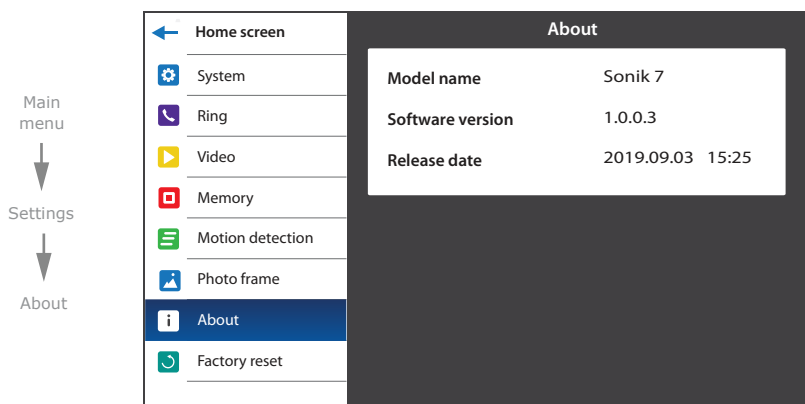 Main
menu
Settings
About
Home screen
System
Ring
Video
Memory
Motion detection
Photo frame
About
Factory reset
About
Model name Sonik 7
Software version 1.0.0.3
Release date 2019.09.03 15:25